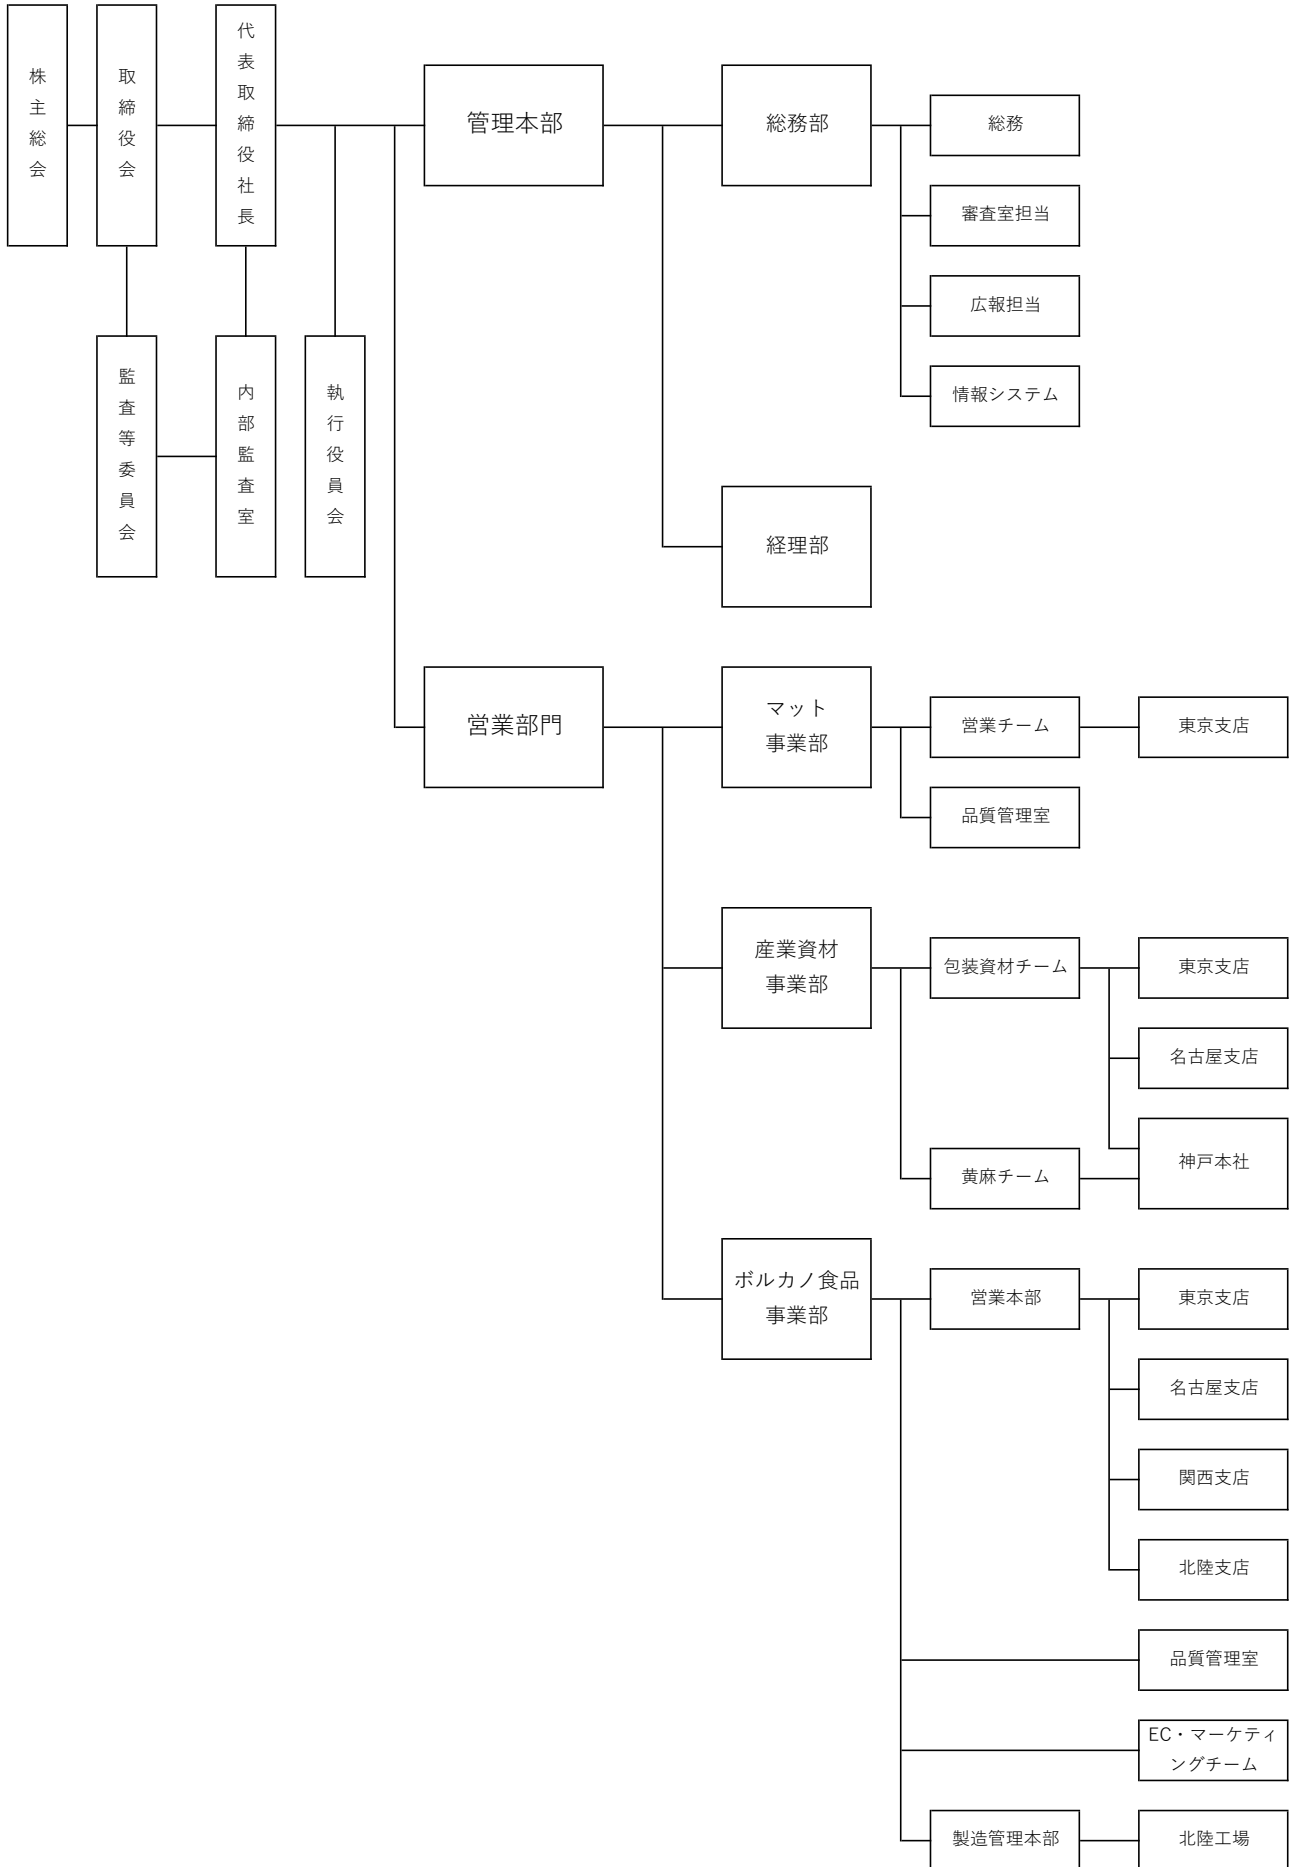 株主総会
取締役会
代表取締役社長
管理本部
総務部
総務
審査室担当
広報担当
情報システム
監査等委員会
内部監査室
執行役員会
経理部
営業部門
マット
事業部
営業チーム
東京支店
品質管理室
産業資材
事業部
包装資材チーム
東京支店
名古屋支店
神戸本社
黄麻チーム
ボルカノ食品
事業部
営業本部
東京支店
名古屋支店
関西支店
北陸支店
品質管理室
EC・マーケティ
ングチーム
製造管理本部
北陸工場